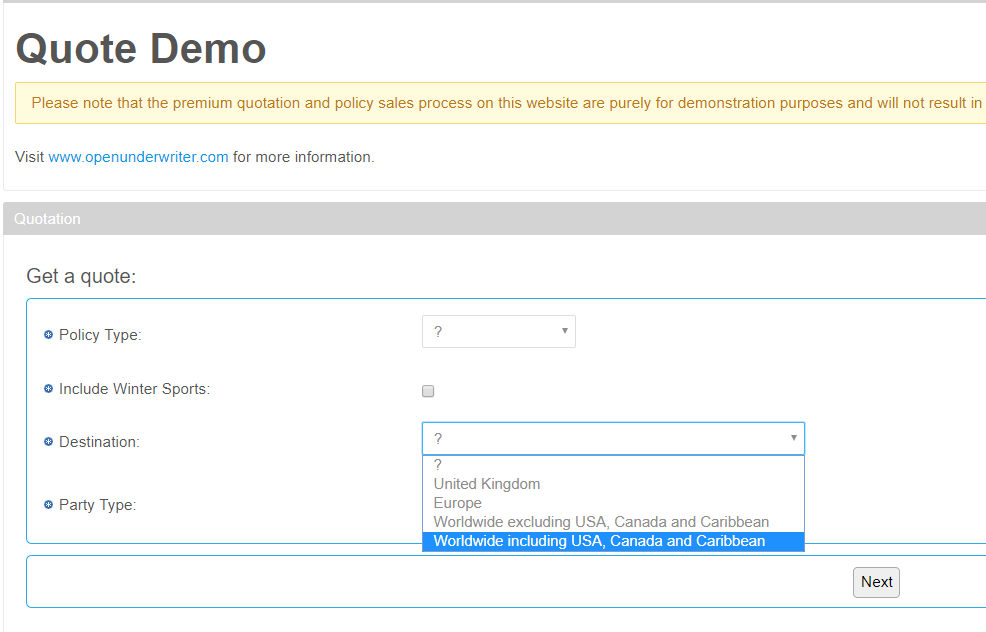 Quote Demo
Please note that the premium quotation and policy sales process on this website are purely for demonstration purposes and will not result in
Visit www.openunderwriter.com for more information.
Quotation
Get a quote:
Policy Type:
?
Include Winter Sports:
Destination:
?
?
United Kingdom
Europe
Worldwide excluding USA, Canada and Caribbean
Worldwide including USA, Canada and Caribbean
Party Type:
Next